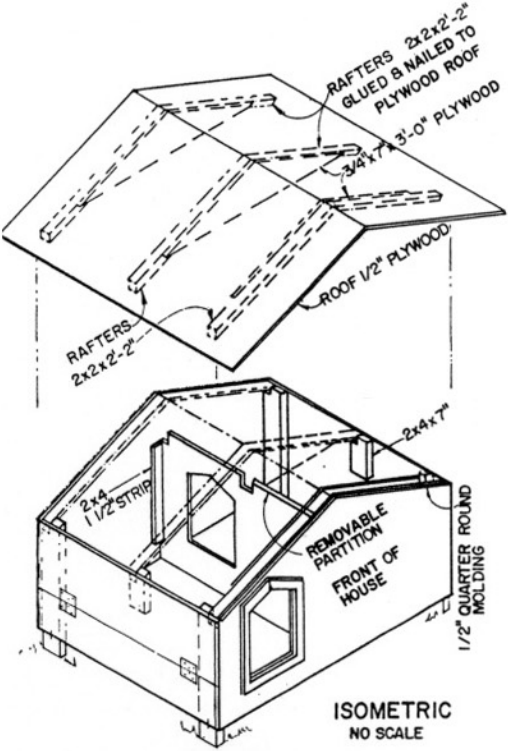 RAFTERS 2x2x2'-2"
GLUED & NAILED TO
PLYWOOD ROOF
3/4"x7"x3'-0" PLYWOOD
ROOF 1/2" PLYWOOD
RAFTERS
2x2x2'-2"
2x4x7"
2x4
1 1/2" STRIP
REMOVABLE
PARTITION
FRONT OF
HOUSE
1/2" QUARTER ROUND
MOLDING
ISOMETRIC
NO SCALE